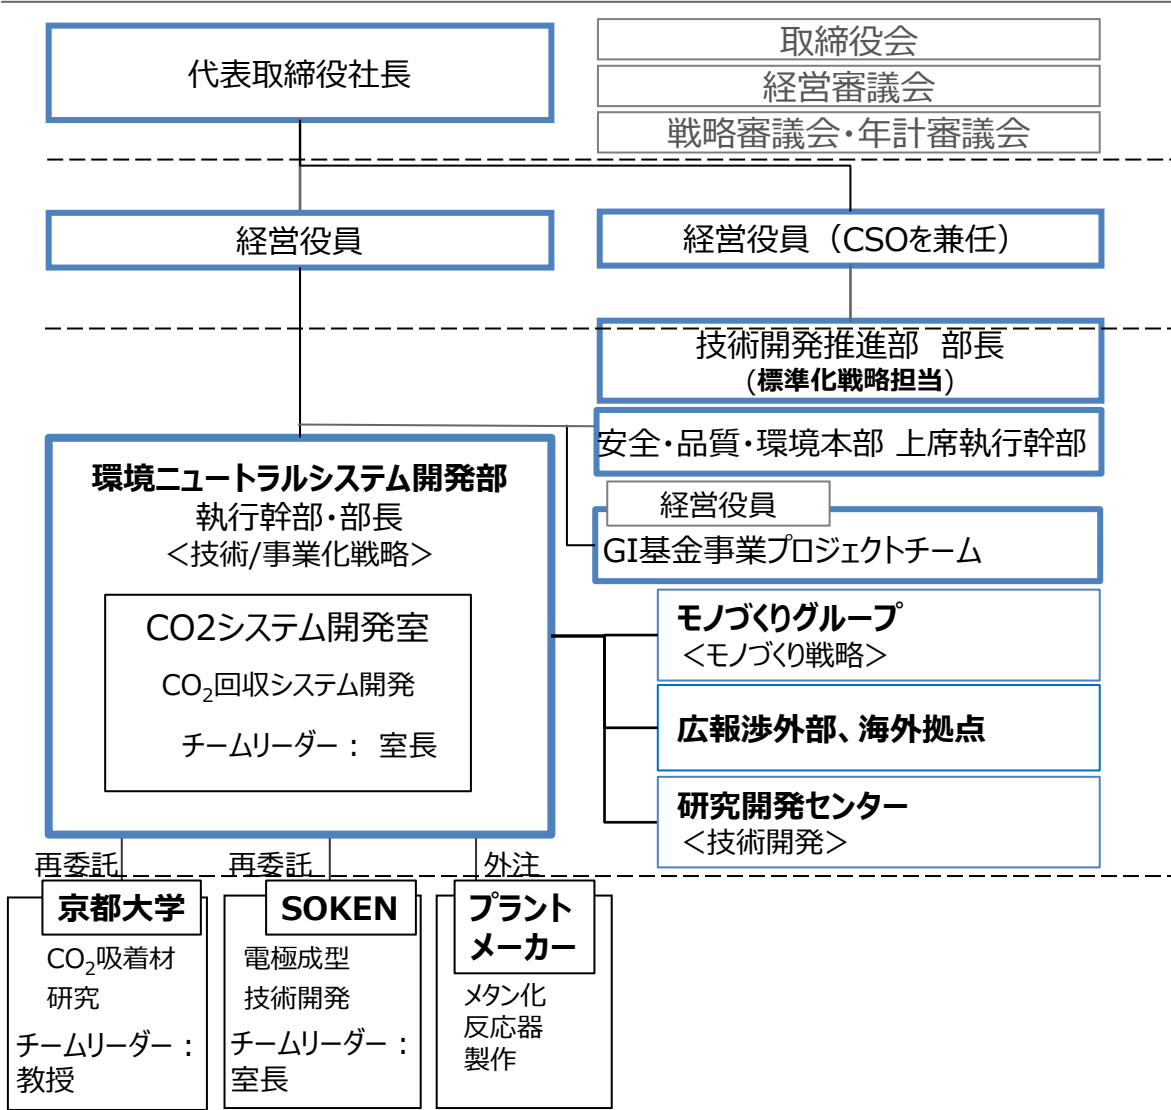 代表取締役社長
取締役会
経営審議会
戦略審議会・年計審議会
経営役員
経営役員（CSOを兼任）
技術開発推進部 部長
(標準化戦略担当)
安全・品質・環境本部 上席執行幹部
経営役員
GI基金事業プロジェクトチーム
環境ニュートラルシステム開発部
執行幹部・部長
＜技術/事業化戦略＞
CO2システム開発室
CO₂回収システム開発
チームリーダー： 室長
モノづくりグループ
＜モノづくり戦略＞
広報渉外部、海外拠点
研究開発センター
＜技術開発＞
再委託
再委託
外注
京都大学
CO₂吸着材
研究
チームリーダー：
教授
SOKEN
電極成型
技術開発
チームリーダー：
室長
プラント
メーカー
メタン化
反応器
製作